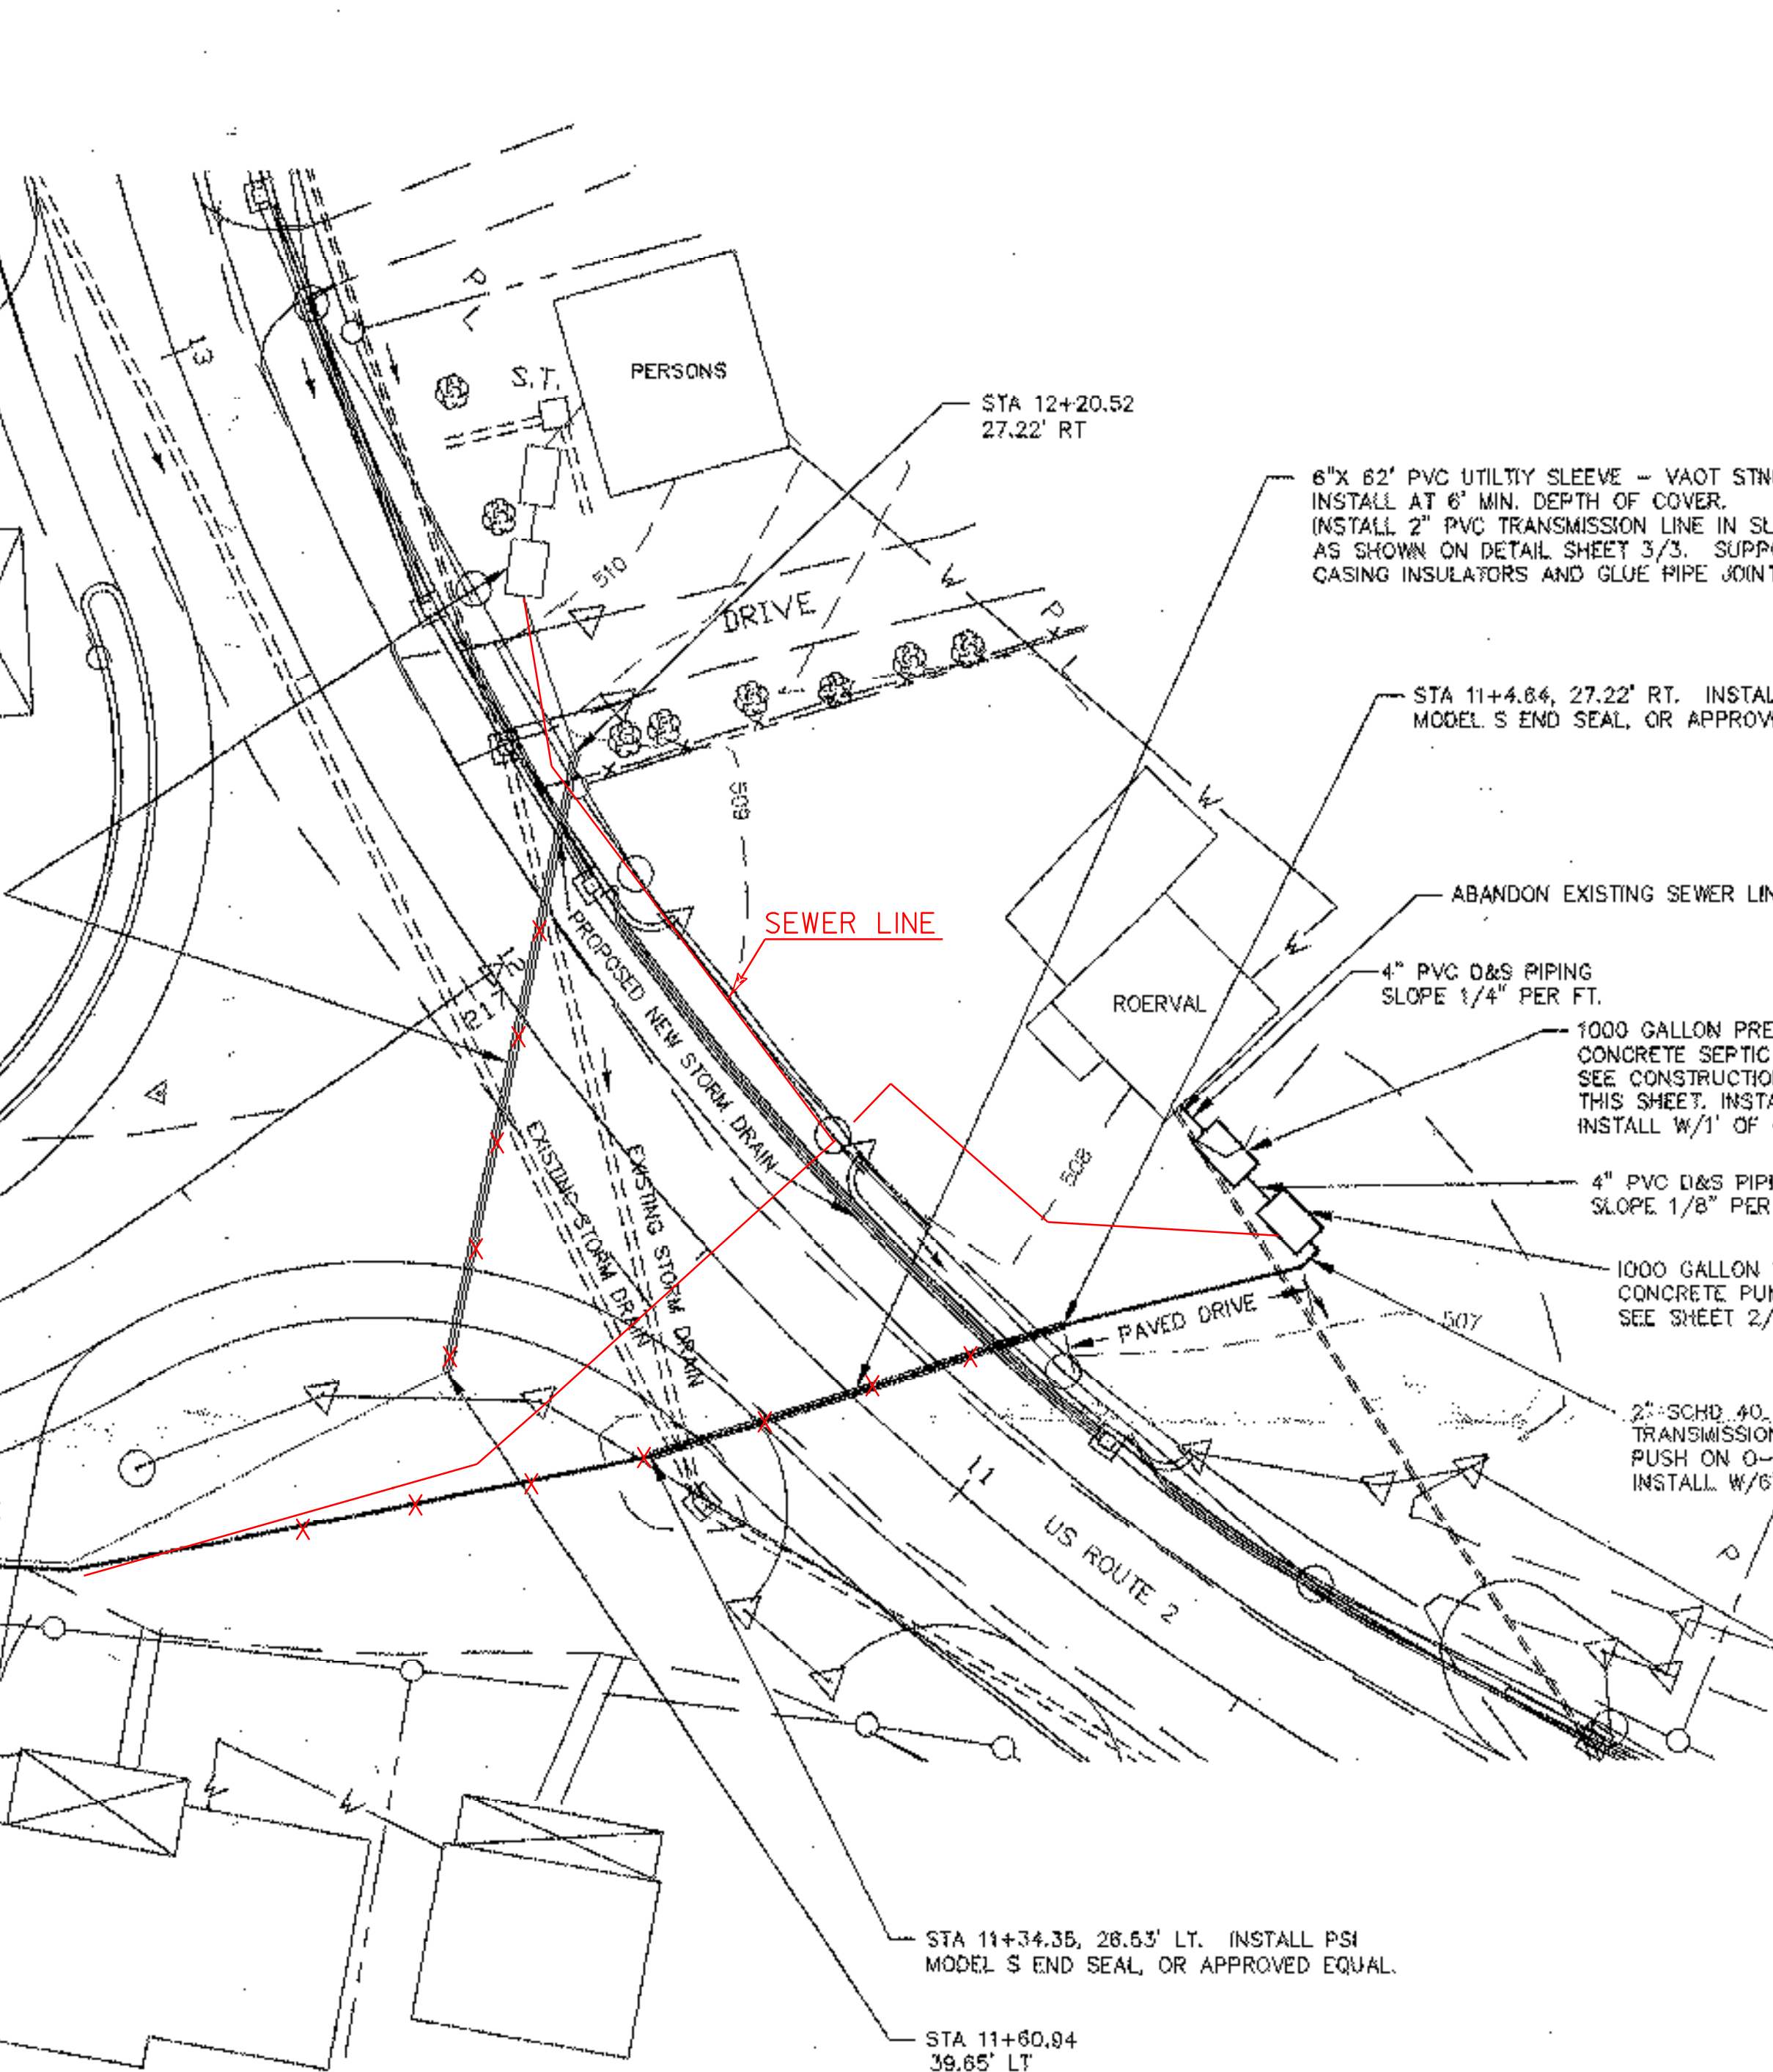 13
P
L
S.T.
PERSONS
STA 12+20.52
27.22' RT
6"X 62' PVC UTILTIY SLEEVE - VAOT STN
INSTALL AT 6' MIN. DEPTH OF COVER.
INSTALL 2" PVC TRANSMISSION LINE IN SL
AS SHOWN ON DETAIL SHEET 3/3. SUPP
CASING INSULATORS AND GLUE PIPE JOINT
510
DRIVE
W
P
L
STA 11+4.64, 27.22' RT. INSTAL
MODEL S END SEAL, OR APPROV
509
W
W
ABANDON EXISTING SEWER LIN
SEWER LINE
4" PVC D&S PIPING
SLOPE 1/4" PER FT.
ROERVAL
1000 GALLON PRE
CONCRETE SEPTIC
SEE CONSTRUCTIO
THIS SHEET. INSTA
INSTALL W/1' OF
PROPOSED NEW STORM DRAIN
12
EXISTING STORM DRAIN
EXISTING STORM DRAIN
508
4" PVC D&S PIP
SLOPE 1/8" PER
1000 GALLON
CONCRETE PU
SEE SHEET 2/
PAVED DRIVE
507
2" SCHD 40
TRANSMISSION
PUSH ON O-
INSTALL W/6
11
US ROUTE 2
P
W
W
STA 11+34.35, 26.53' LT. INSTALL PSI
MODEL S END SEAL, OR APPROVED EQUAL.
STA 11+60.94
39.65' LT